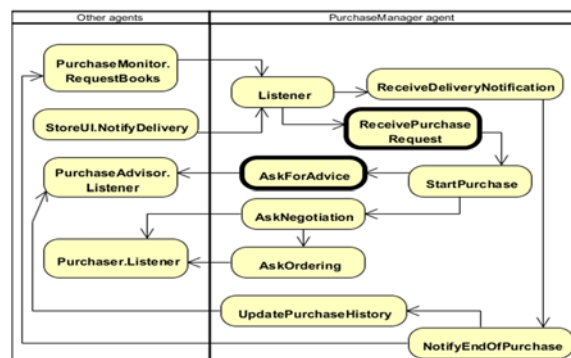 Other agents
PurchaseManager agent
PurchaseMonitor.
RequestBooks
Listener
ReceiveDeliveryNotification
StoreUI.NotifyDelivery
ReceivePurchase
Request
PurchaseAdvisor.
Listener
AskForAdvice
StartPurchase
AskNegotiation
Purchaser.Listener
AskOrdering
UpdatePurchaseHistory
NotifyEndOfPurchase